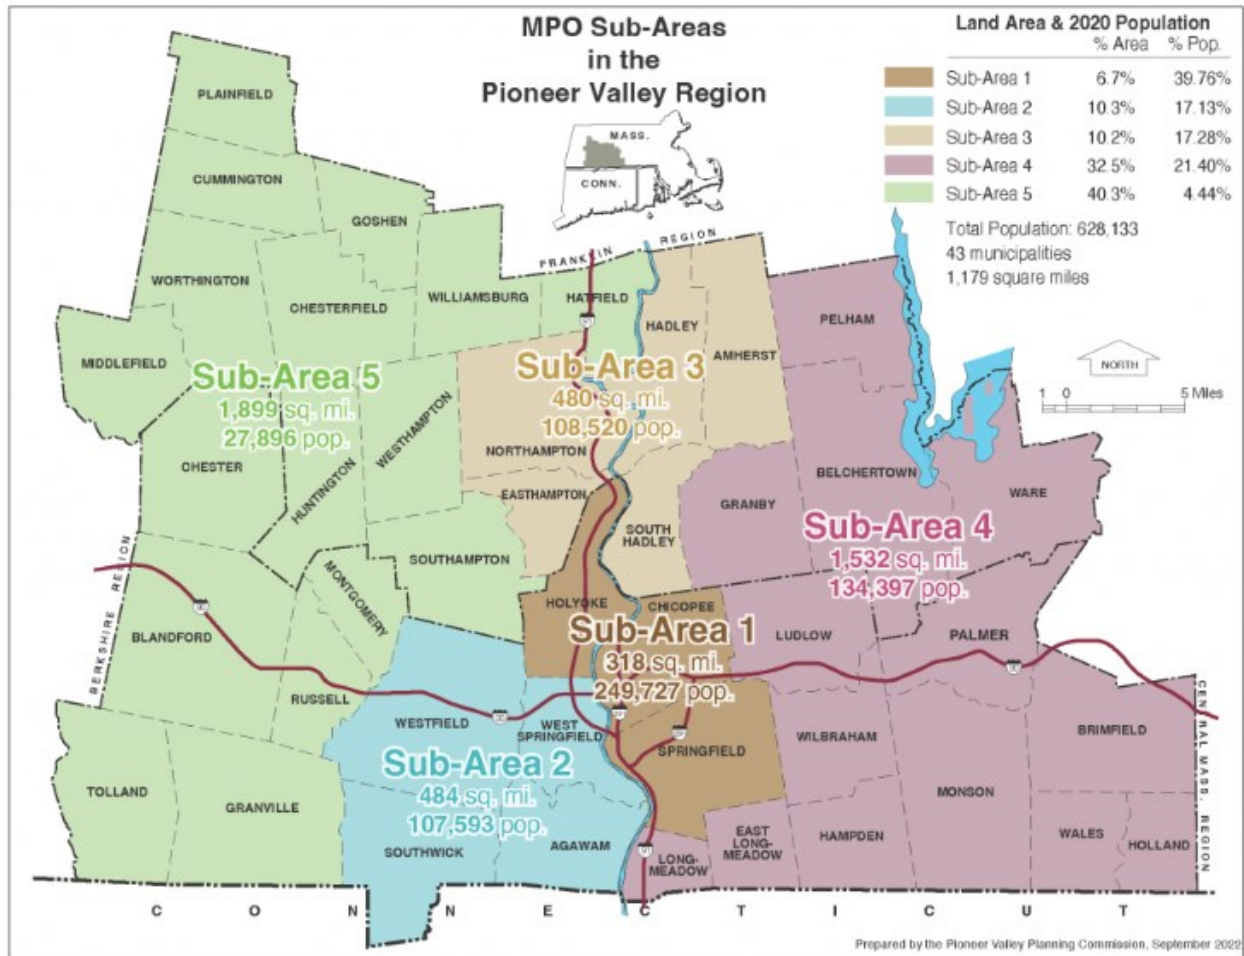 MPO Sub-Areas
in the
Pioneer Valley Region
Land Area & 2020 Population
% Area % Pop.
Sub-Area 1 6.7% 39.76%
Sub-Area 2 10.3% 17.13%
Sub-Area 3 10.2% 17.28%
Sub-Area 4 32.5% 21.40%
Sub-Area 5 40.3% 4.44%
Total Population: 628,133
43 municipalities
1,179 square miles
MASS.
CONN.
NORTH
1 0 5 Miles
FRANKLIN REGION
PLAINFIELD
CUMMINGTON
GOSHEN
WORTHINGTON
CHESTERFIELD
WILLIAMSBURG
HATFIELD
HADLEY
AMHERST
PELHAM
MIDDLEFIELD
Sub-Area 5
1,899 sq. mi.
27,896 pop.
Sub-Area 3
480 sq. mi.
108,520 pop.
CHESTER
HUNTINGTON
WESTHAMPTON
NORTHAMPTON
EASTHAMPTON
SOUTH
HADLEY
GRANBY
BELCHERTOWN
WARE
Sub-Area 4
1,532 sq. mi.
134,397 pop.
BERKSHIRE REGION
SOUTHAMPTON
MONTGOMERY
BLANDFORD
HOLYOKE
CHICOPEE
Sub-Area 1
318 sq. mi.
249,727 pop.
LUDLOW
PALMER
90
90
90
RUSSELL
WESTFIELD
WEST
SPRINGFIELD
SPRINGFIELD
WILBRAHAM
BRIMFIELD
CENTRAL MASS. REGION
Sub-Area 2
484 sq. mi.
107,593 pop.
TOLLAND
GRANVILLE
SOUTHWICK
AGAWAM
LONG-
MEADOW
EAST
LONG-
MEADOW
HAMPDEN
MONSON
WALES
HOLLAND
91
91
CONNECTICUT
Prepared by the Pioneer Valley Planning Commission, September 2022